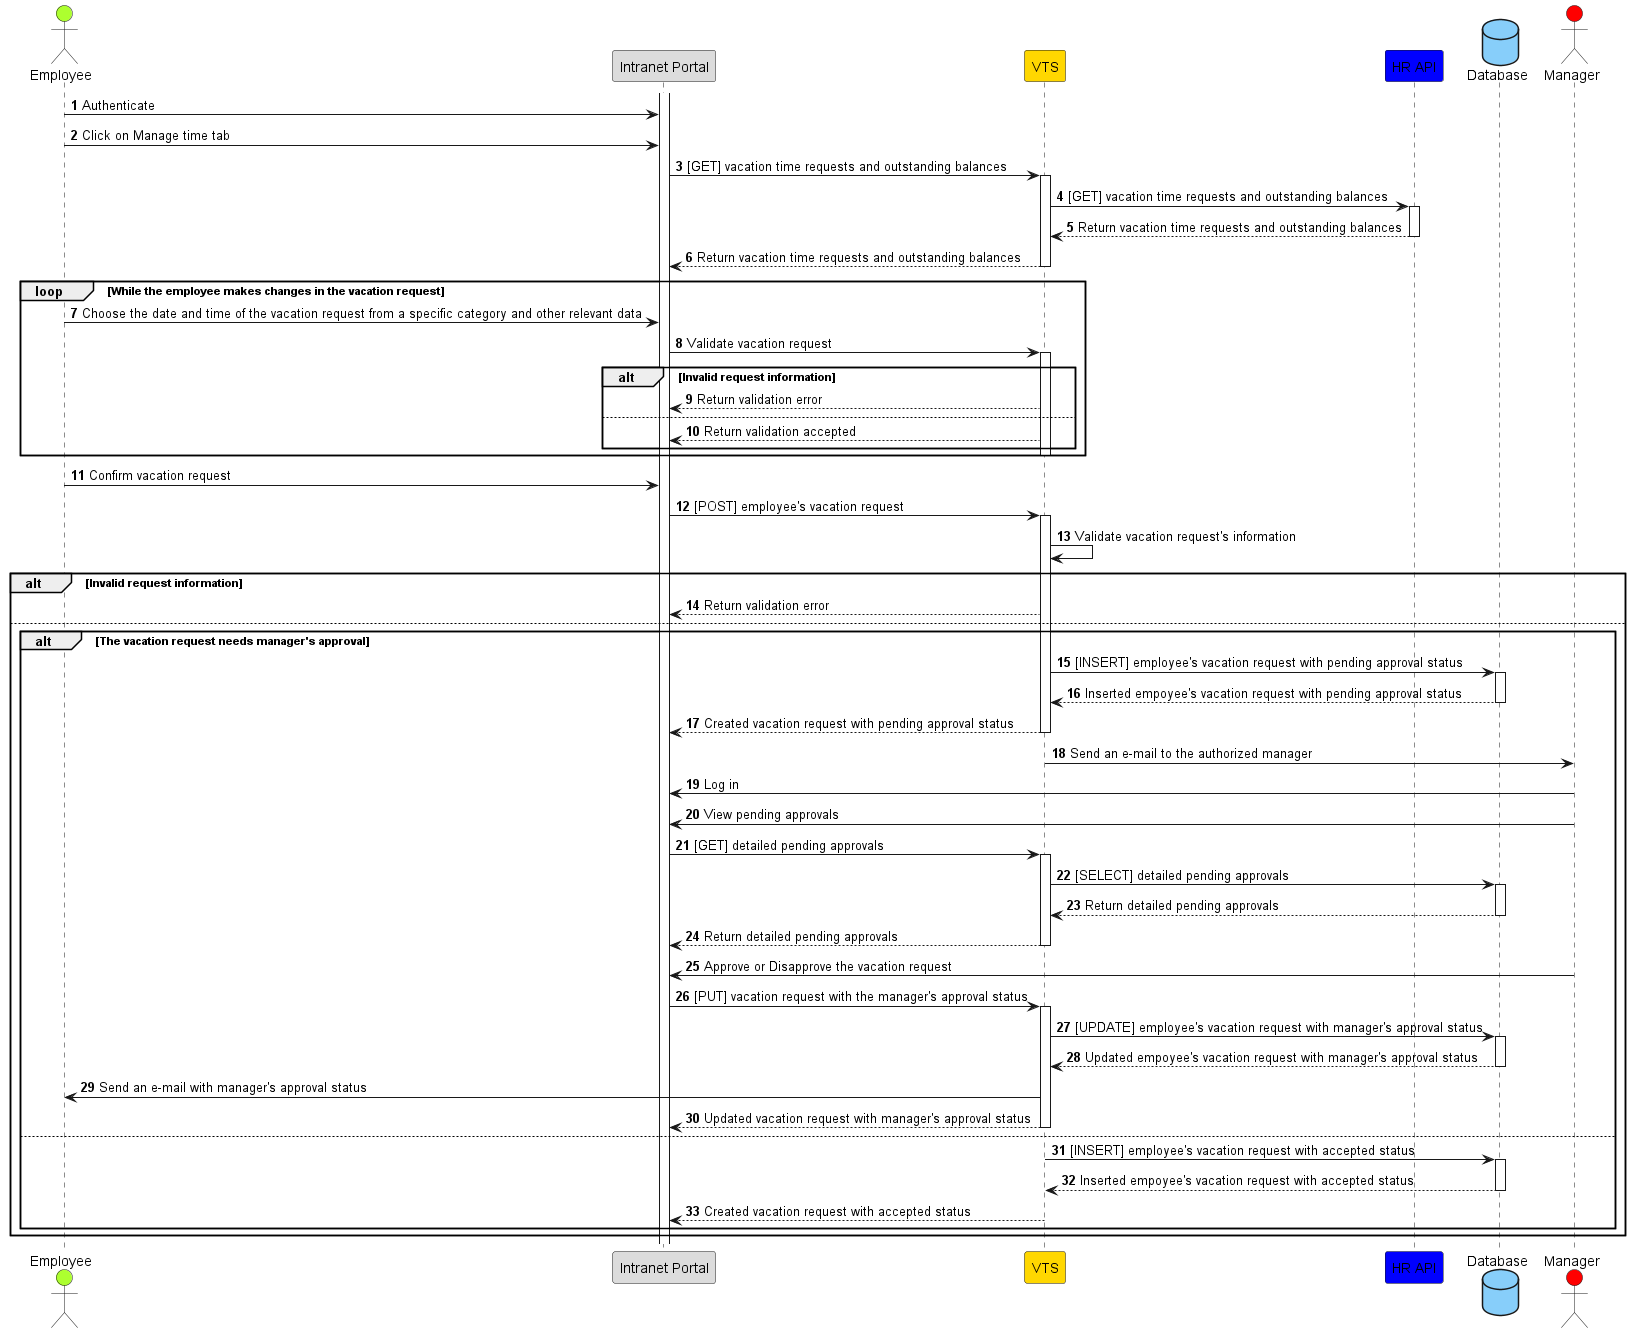 Employee
Intranet Portal
VTS
HR API
Database
Manager
1 Authenticate
2 Click on Manage time tab
3 [GET] vacation time requests and outstanding balances
4 [GET] vacation time requests and outstanding balances
5 Return vacation time requests and outstanding balances
6 Return vacation time requests and outstanding balances
loop [While the employee makes changes in the vacation request]
7 Choose the date and time of the vacation request from a specific category and other relevant data
8 Validate vacation request
alt [Invalid request information]
9 Return validation error
10 Return validation accepted
11 Confirm vacation request
12 [POST] employee's vacation request
13 Validate vacation request's information
alt [Invalid request information]
14 Return validation error
alt [The vacation request needs manager's approval]
15 [INSERT] employee's vacation request with pending approval status
16 Inserted empoyee's vacation request with pending approval status
17 Created vacation request with pending approval status
18 Send an e-mail to the authorized manager
19 Log in
20 View pending approvals
21 [GET] detailed pending approvals
22 [SELECT] detailed pending approvals
23 Return detailed pending approvals
24 Return detailed pending approvals
25 Approve or Disapprove the vacation request
26 [PUT] vacation request with the manager's approval status
27 [UPDATE] employee's vacation request with manager's approval status
28 Updated empoyee's vacation request with manager's approval status
29 Send an e-mail with manager's approval status
30 Updated vacation request with manager's approval status
31 [INSERT] employee's vacation request with accepted status
32 Inserted empoyee's vacation request with accepted status
33 Created vacation request with accepted status
Employee
Intranet Portal
VTS
HR API
Database
Manager